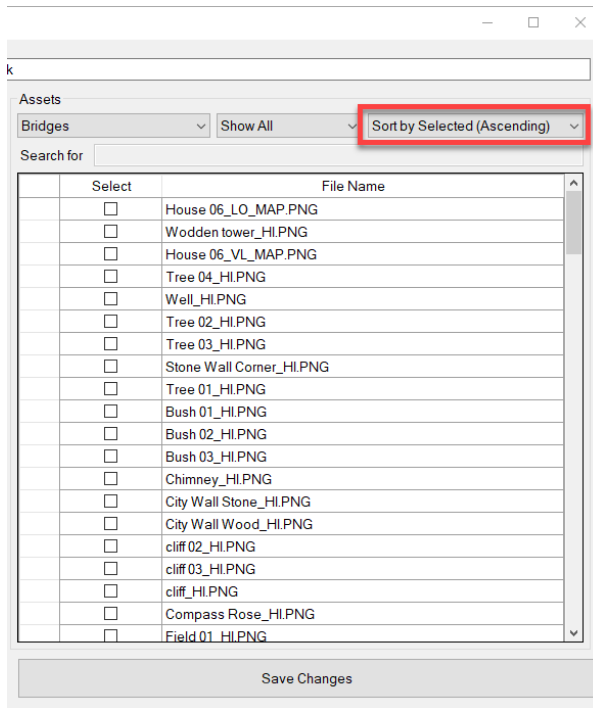 k
Assets
Bridges Show All Sort by Selected (Ascending)
Search for
Select File Name
House 06_LO_MAP.PNG
Wodden tower_HI.PNG
House 06_VL_MAP.PNG
Tree 04_HI.PNG
Well_HI.PNG
Tree 02_HI.PNG
Tree 03_HI.PNG
Stone Wall Corner_HI.PNG
Tree 01_HI.PNG
Bush 01_HI.PNG
Bush 02_HI.PNG
Bush 03_HI.PNG
Chimney_HI.PNG
City Wall Stone_HI.PNG
City Wall Wood_HI.PNG
cliff 02_HI.PNG
cliff 03_HI.PNG
cliff_HI.PNG
Compass Rose_HI.PNG
Field 01_HI.PNG
Save Changes